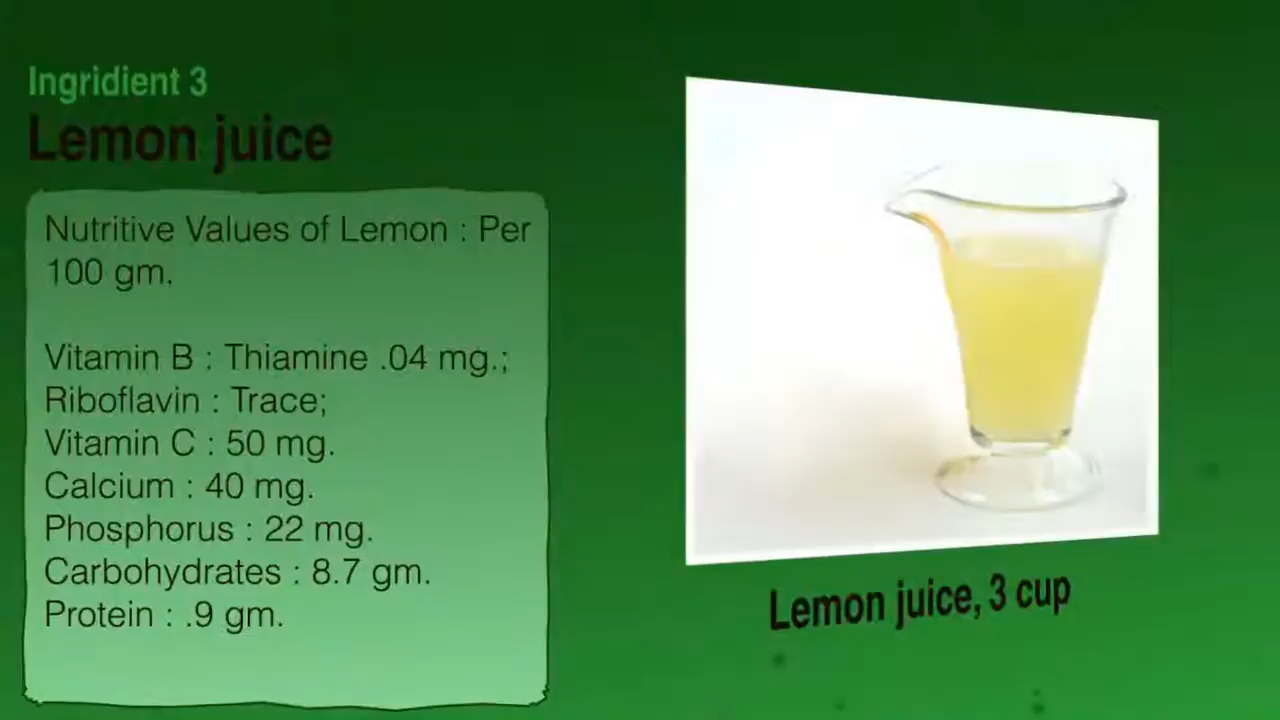 Ingridient 3
Lemon juice
Nutritive Values of Lemon : Per
100 gm.
Vitamin B : Thiamine .04 mg.;
Riboflavin : Trace;
Vitamin C : 50 mg.
Calcium : 40 mg.
Phosphorus : 22 mg.
Carbohydrates : 8.7 gm.
Protein : .9 gm.
Lemon juice, 3 cup